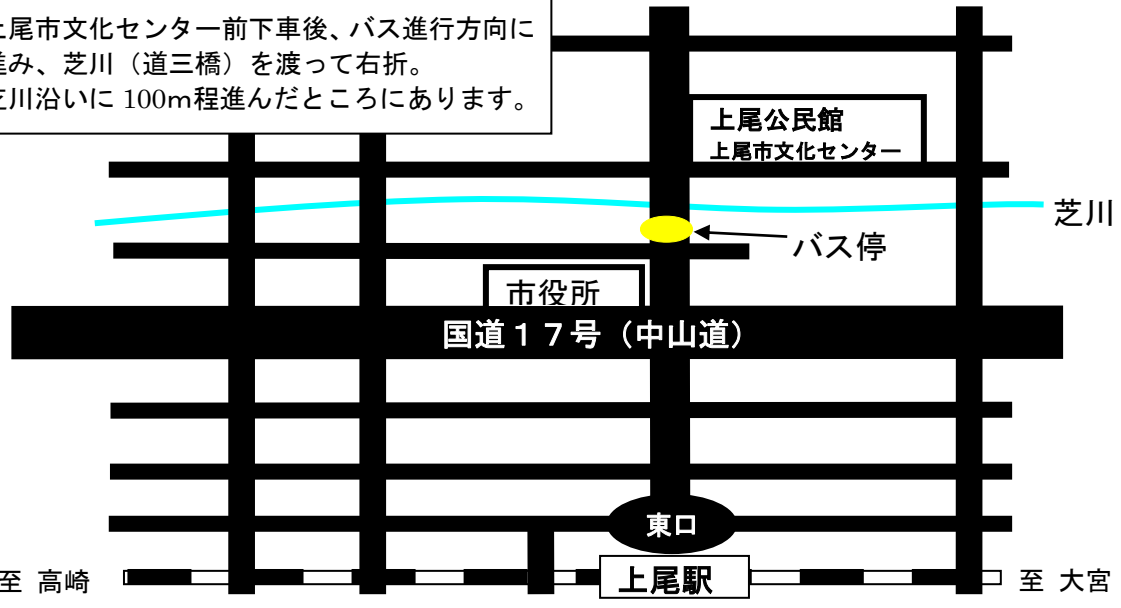 上尾市文化センター前下車後、バス進行方向に
進み、芝川（道三橋）を渡って右折。
芝川沿いに 100ｍ程進んだところにあります。
上尾公民館
上尾市文化センター
芝川
バス停
市役所
国道１７号（中山道）
東口
至 高崎
上尾駅
至 大宮